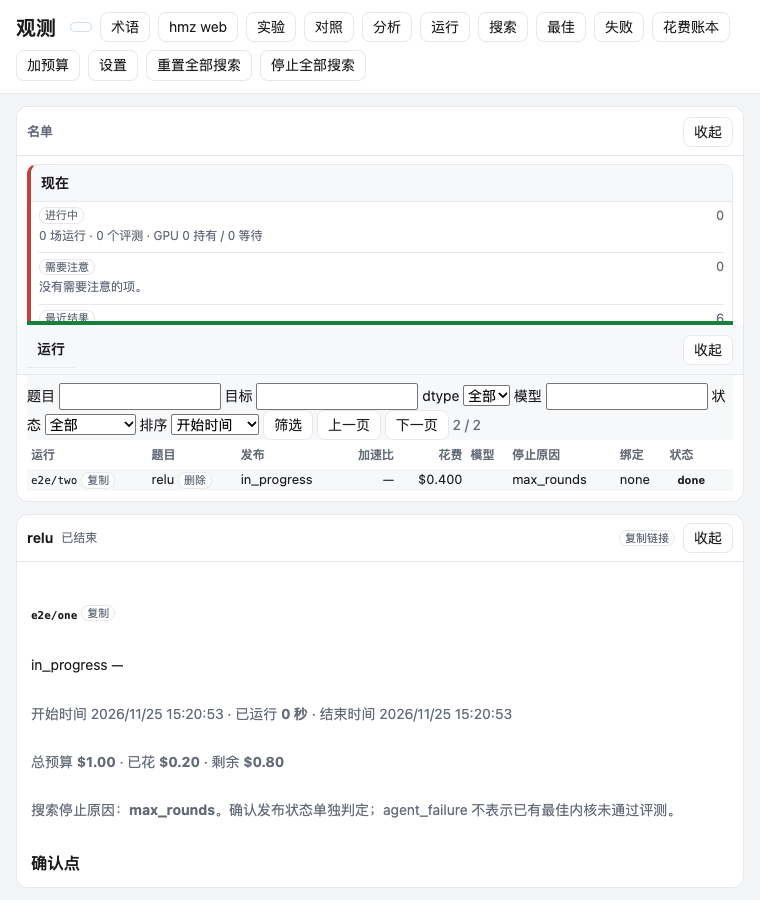 观测 术语 hmz web 实验 对照 分析 运行 搜索 最佳 失败 花费账本
加预算 设置 重置全部搜索 停止全部搜索
名单 收起
现在
进行中 0
0 场运行 · 0 个评测 · GPU 0 持有 / 0 等待
需要注意 0
没有需要注意的项。
最近结果 6
运行 收起
题目 目标 dtype 全部 模型 状
态 全部 排序 开始时间 筛选 上一页 下一页 2 / 2
运行 题目 发布 加速比 花费 模型 停止原因 绑定 状态
e2e/two 复制 relu 删除 in_progress — $0.400 max_rounds none done
relu 已结束 复制链接 收起
e2e/one 复制
in_progress —
开始时间 2026/11/25 15:20:53 · 已运行 0 秒 · 结束时间 2026/11/25 15:20:53
总预算 $1.00 · 已花 $0.20 · 剩余 $0.80
搜索停止原因：max_rounds。确认发布状态单独判定；agent_failure 不表示已有最佳内核未通过评测。
确认点